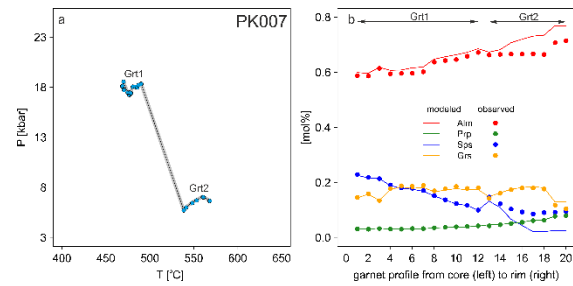 a
PK007
Grt1
Grt2
P [kbar]
23
18
13
8
3
400
450
500
550
600
650
T [°C]
b
Grt1
Grt2
[mol%]
0.8
0.6
0.4
0.2
0.0
modeled
observed
Alm
Prp
Sps
Grs
0
2
4
6
8
10
12
14
16
18
20
garnet profile from core (left) to rim (right)